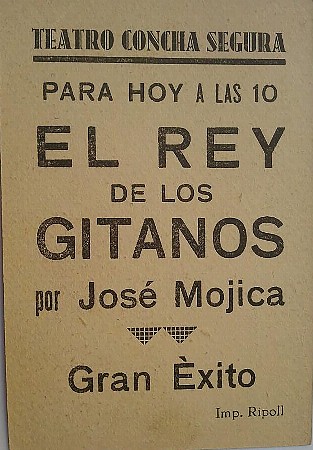 TEATRO CONCHA SEGURA
PARA HOY A LAS 10
EL REY
DE LOS
GITANOS
por José Mojica
Gran Èxito
Imp. Ripoll